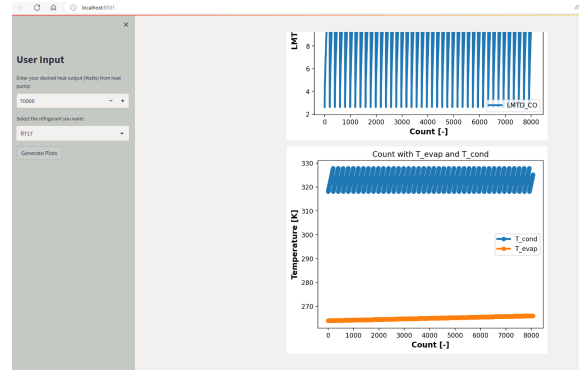 localhost:8501
×
User Input
Enter your desired heat output (Watts) from heat
pump:
70000
− +
Select the refrigerant you want:
R717
Generate Plots
LMT
8
6
4
2
LMTD_CO
0 1000 2000 3000 4000 5000 6000 7000 8000
Count [-]
Count with T_evap and T_cond
330
320
310
300
290
280
270
Temperature [K]
T_cond
T_evap
0 1000 2000 3000 4000 5000 6000 7000 8000
Count [-]